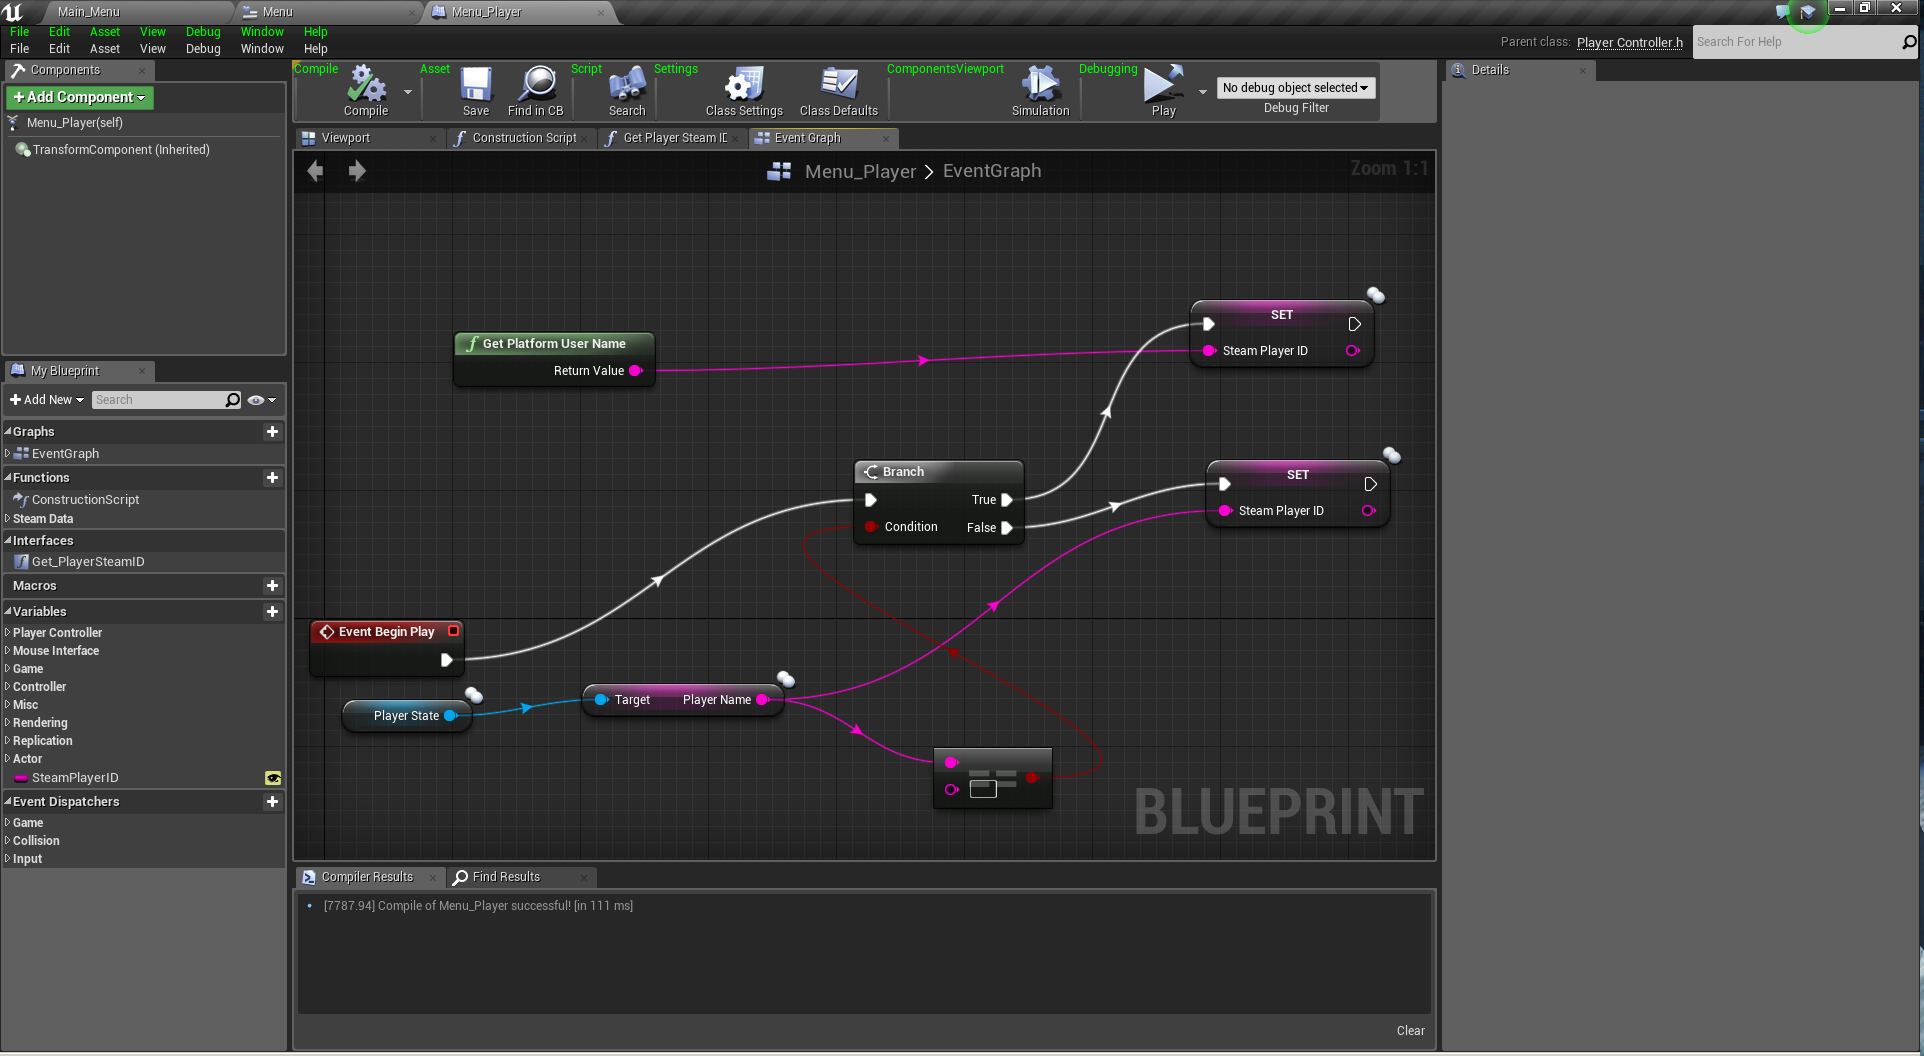 Main_Menu
Menu
Menu_Player
File Edit Asset View Debug Window Help
File Edit Asset View Debug Window Help
Parent class: Player Controller.h
Search For Help
Components
Add Component
Menu_Player(self)
TransformComponent (Inherited)
My Blueprint
Add New
Search
Graphs
EventGraph
Functions
ConstructionScript
Steam Data
Interfaces
Get_PlayerSteamID
Macros
Variables
Player Controller
Mouse Interface
Game
Controller
Misc
Rendering
Replication
Actor
SteamPlayerID
Event Dispatchers
Game
Collision
Input
Compile Asset Script Settings ComponentsViewport Debugging
Compile Save Find in CB Search Class Settings Class Defaults Simulation Play
No debug object selected
Debug Filter
Viewport
Construction Script
Get Player Steam ID
Event Graph
Menu_Player > EventGraph
Zoom 1:1
Get Platform User Name
Return Value
SET
Steam Player ID
Branch
True
Condition
False
SET
Steam Player ID
Event Begin Play
Player State
Target Player Name
==
BLUEPRINT
Compiler Results
Find Results
[7787.94] Compile of Menu_Player successful! [in 111 ms]
Clear
Details